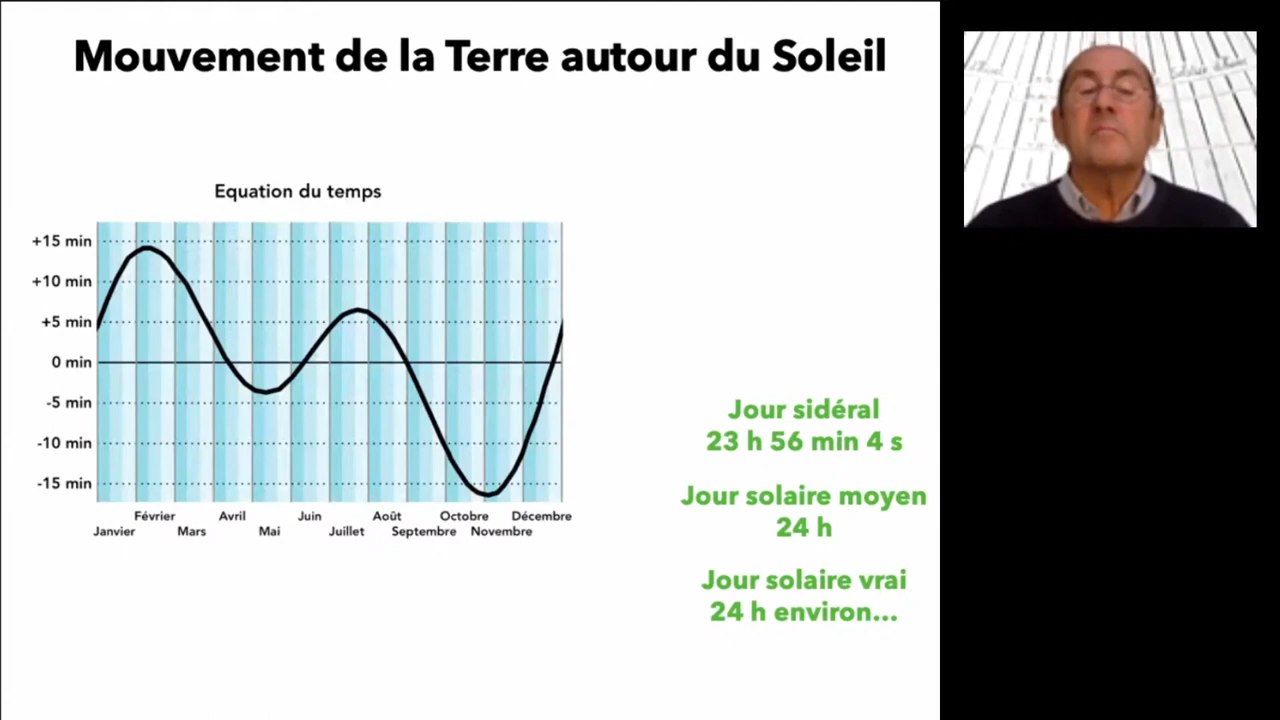 Mouvement de la Terre autour du Soleil
Equation du temps
+15 min
+10 min
+5 min
0 min
-5 min
-10 min
-15 min
Février Avril Juin Août Octobre Décembre
Janvier Mars Mai Juillet Septembre Novembre
Jour sidéral
23 h 56 min 4 s
Jour solaire moyen
24 h
Jour solaire vrai
24 h environ...